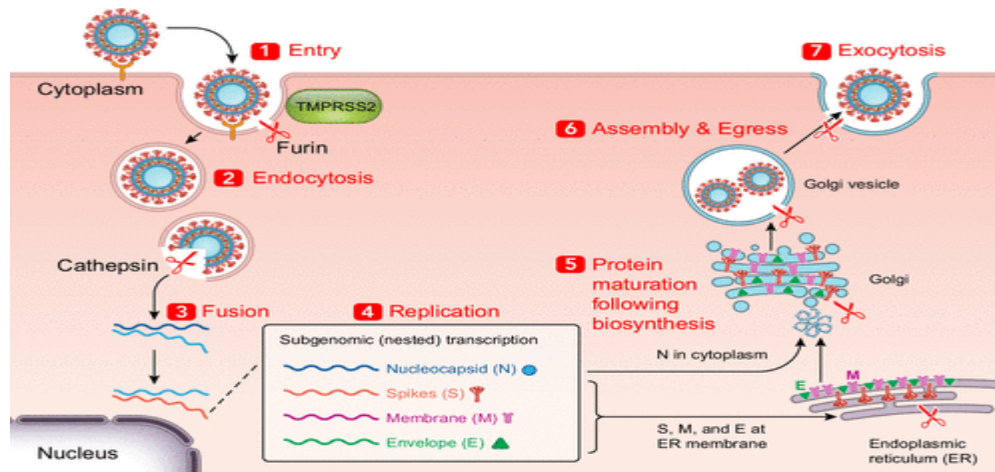 1 Entry
7 Exocytosis
Cytoplasm
TMPRSS2
Furin
6 Assembly & Egress
2 Endocytosis
Golgi vesicle
Cathepsin
5 Protein
maturation
following
biosynthesis
Golgi
3 Fusion
4 Replication
Subgenomic (nested) transcription
Nucleocapsid (N)
Spikes (S)
Membrane (M)
Envelope (E)
N in cytoplasm
E
M
S, M, and E at
ER membrane
Endoplasmic
reticulum (ER)
Nucleus